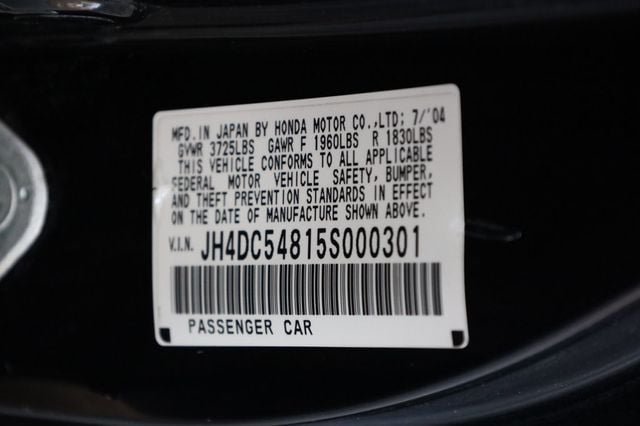 MFD. IN JAPAN BY HONDA MOTOR CO., LTD; 7/'04
GVWR 3725LBS GAWR F 1960LBS R 1830LBS
THIS VEHICLE CONFORMS TO ALL APPLICABLE
FEDERAL MOTOR VEHICLE SAFETY, BUMPER,
AND THEFT PREVENTION STANDARDS IN EFFECT
ON THE DATE OF MANUFACTURE SHOWN ABOVE.
V.I.N. JH4DC54815S000301
PASSENGER CAR